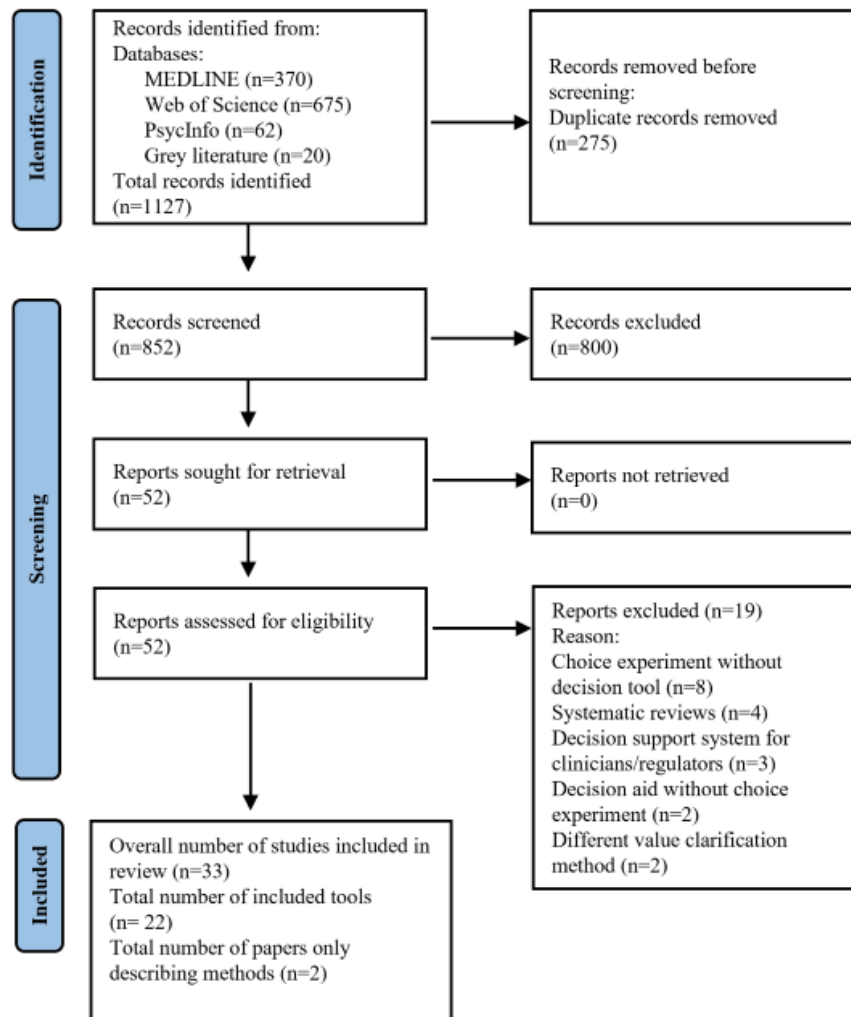 Identification
Records identified from:
Databases:
MEDLINE (n=370)
Web of Science (n=675)
PsycInfo (n=62)
Grey literature (n=20)
Total records identified
(n=1127)
Records removed before
screening:
Duplicate records removed
(n=275)
Screening
Records screened
(n=852)
Records excluded
(n=800)
Reports sought for retrieval
(n=52)
Reports not retrieved
(n=0)
Reports assessed for eligibility
(n=52)
Reports excluded (n=19)
Reason:
Choice experiment without
decision tool (n=8)
Systematic reviews (n=4)
Decision support system for
clinicians/regulators (n=3)
Decision aid without choice
experiment (n=2)
Different value clarification
method (n=2)
Included
Overall number of studies included in
review (n=33)
Total number of included tools
(n= 22)
Total number of papers only
describing methods (n=2)